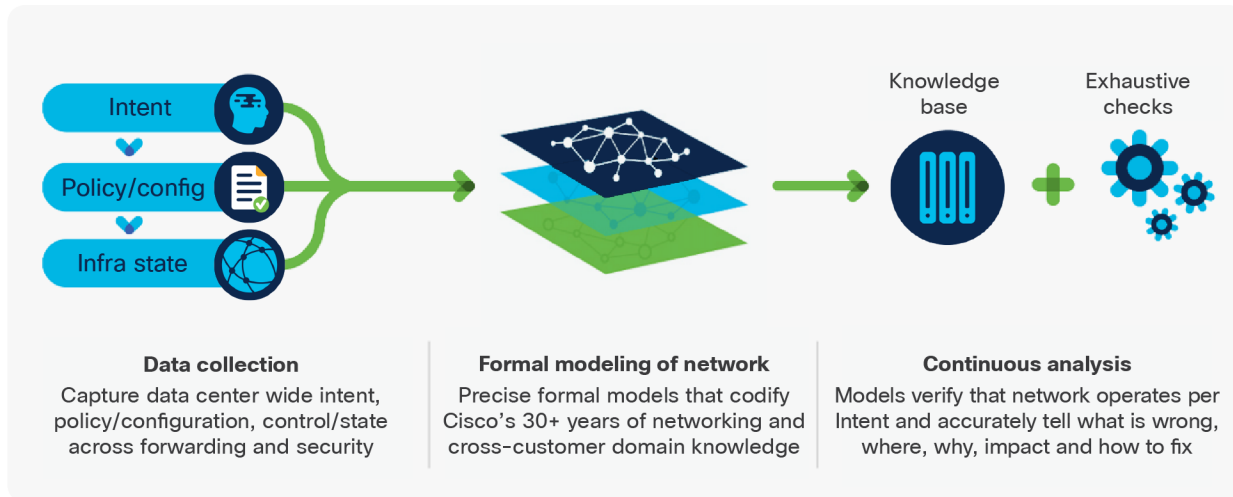 Intent
Policy/config
Infra state
Knowledge
base
Exhaustive
checks
Data collection
Capture data center wide intent,
policy/configuration, control/state
across forwarding and security
Formal modeling of network
Precise formal models that codify
Cisco's 30+ years of networking and
cross-customer domain knowledge
Continuous analysis
Models verify that network operates per
Intent and accurately tell what is wrong,
where, why, impact and how to fix